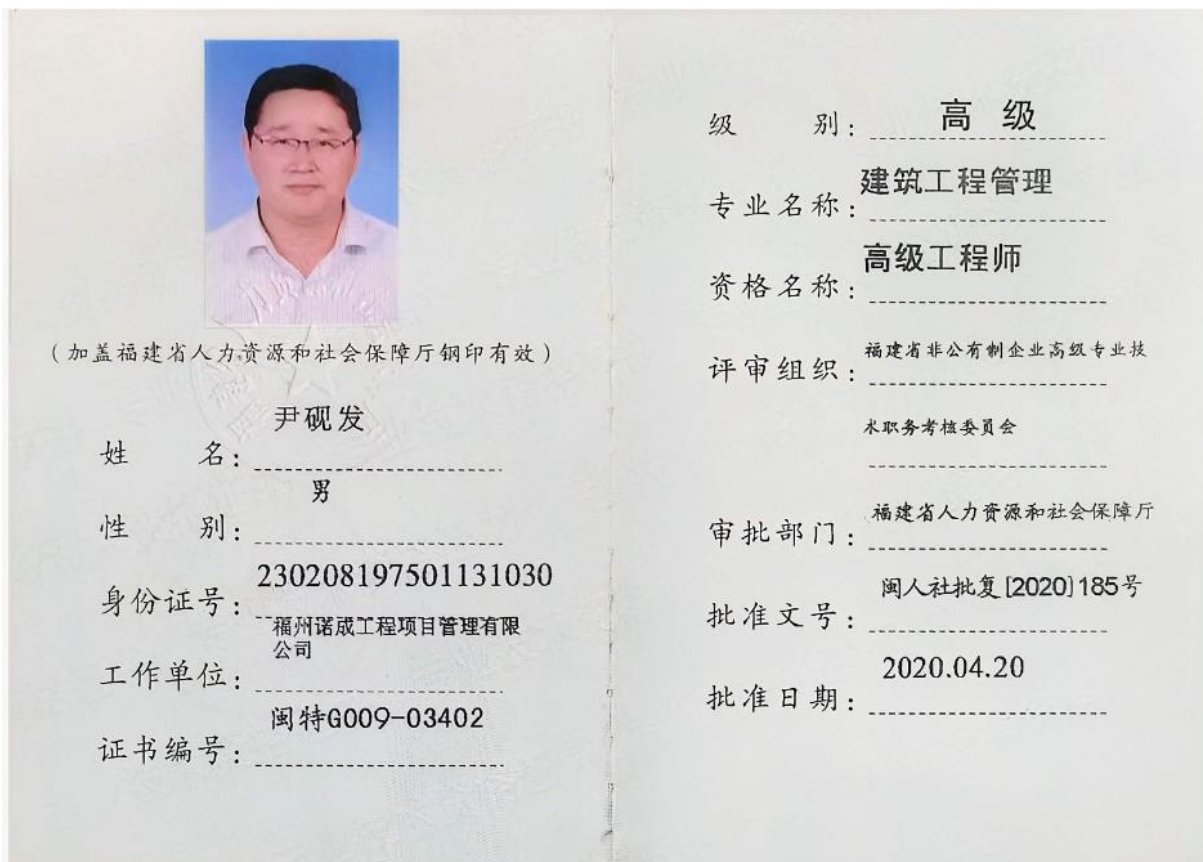 (加盖福建省人力资源和社会保障厅钢印有效)
姓 名: 尹砚发
性 别: 男
身份证号: 230208197501131030
工作单位: 福州诺成工程项目管理有限
公司
证书编号: 闽特G009-03402
级 别: 高 级
专业名称: 建筑工程管理
资格名称: 高级工程师
评审组织: 福建省非公有制企业高级专业技
术职务考核委员会
审批部门: 福建省人力资源和社会保障厅
批准文号: 闽人社批复[2020]185号
批准日期: 2020.04.20